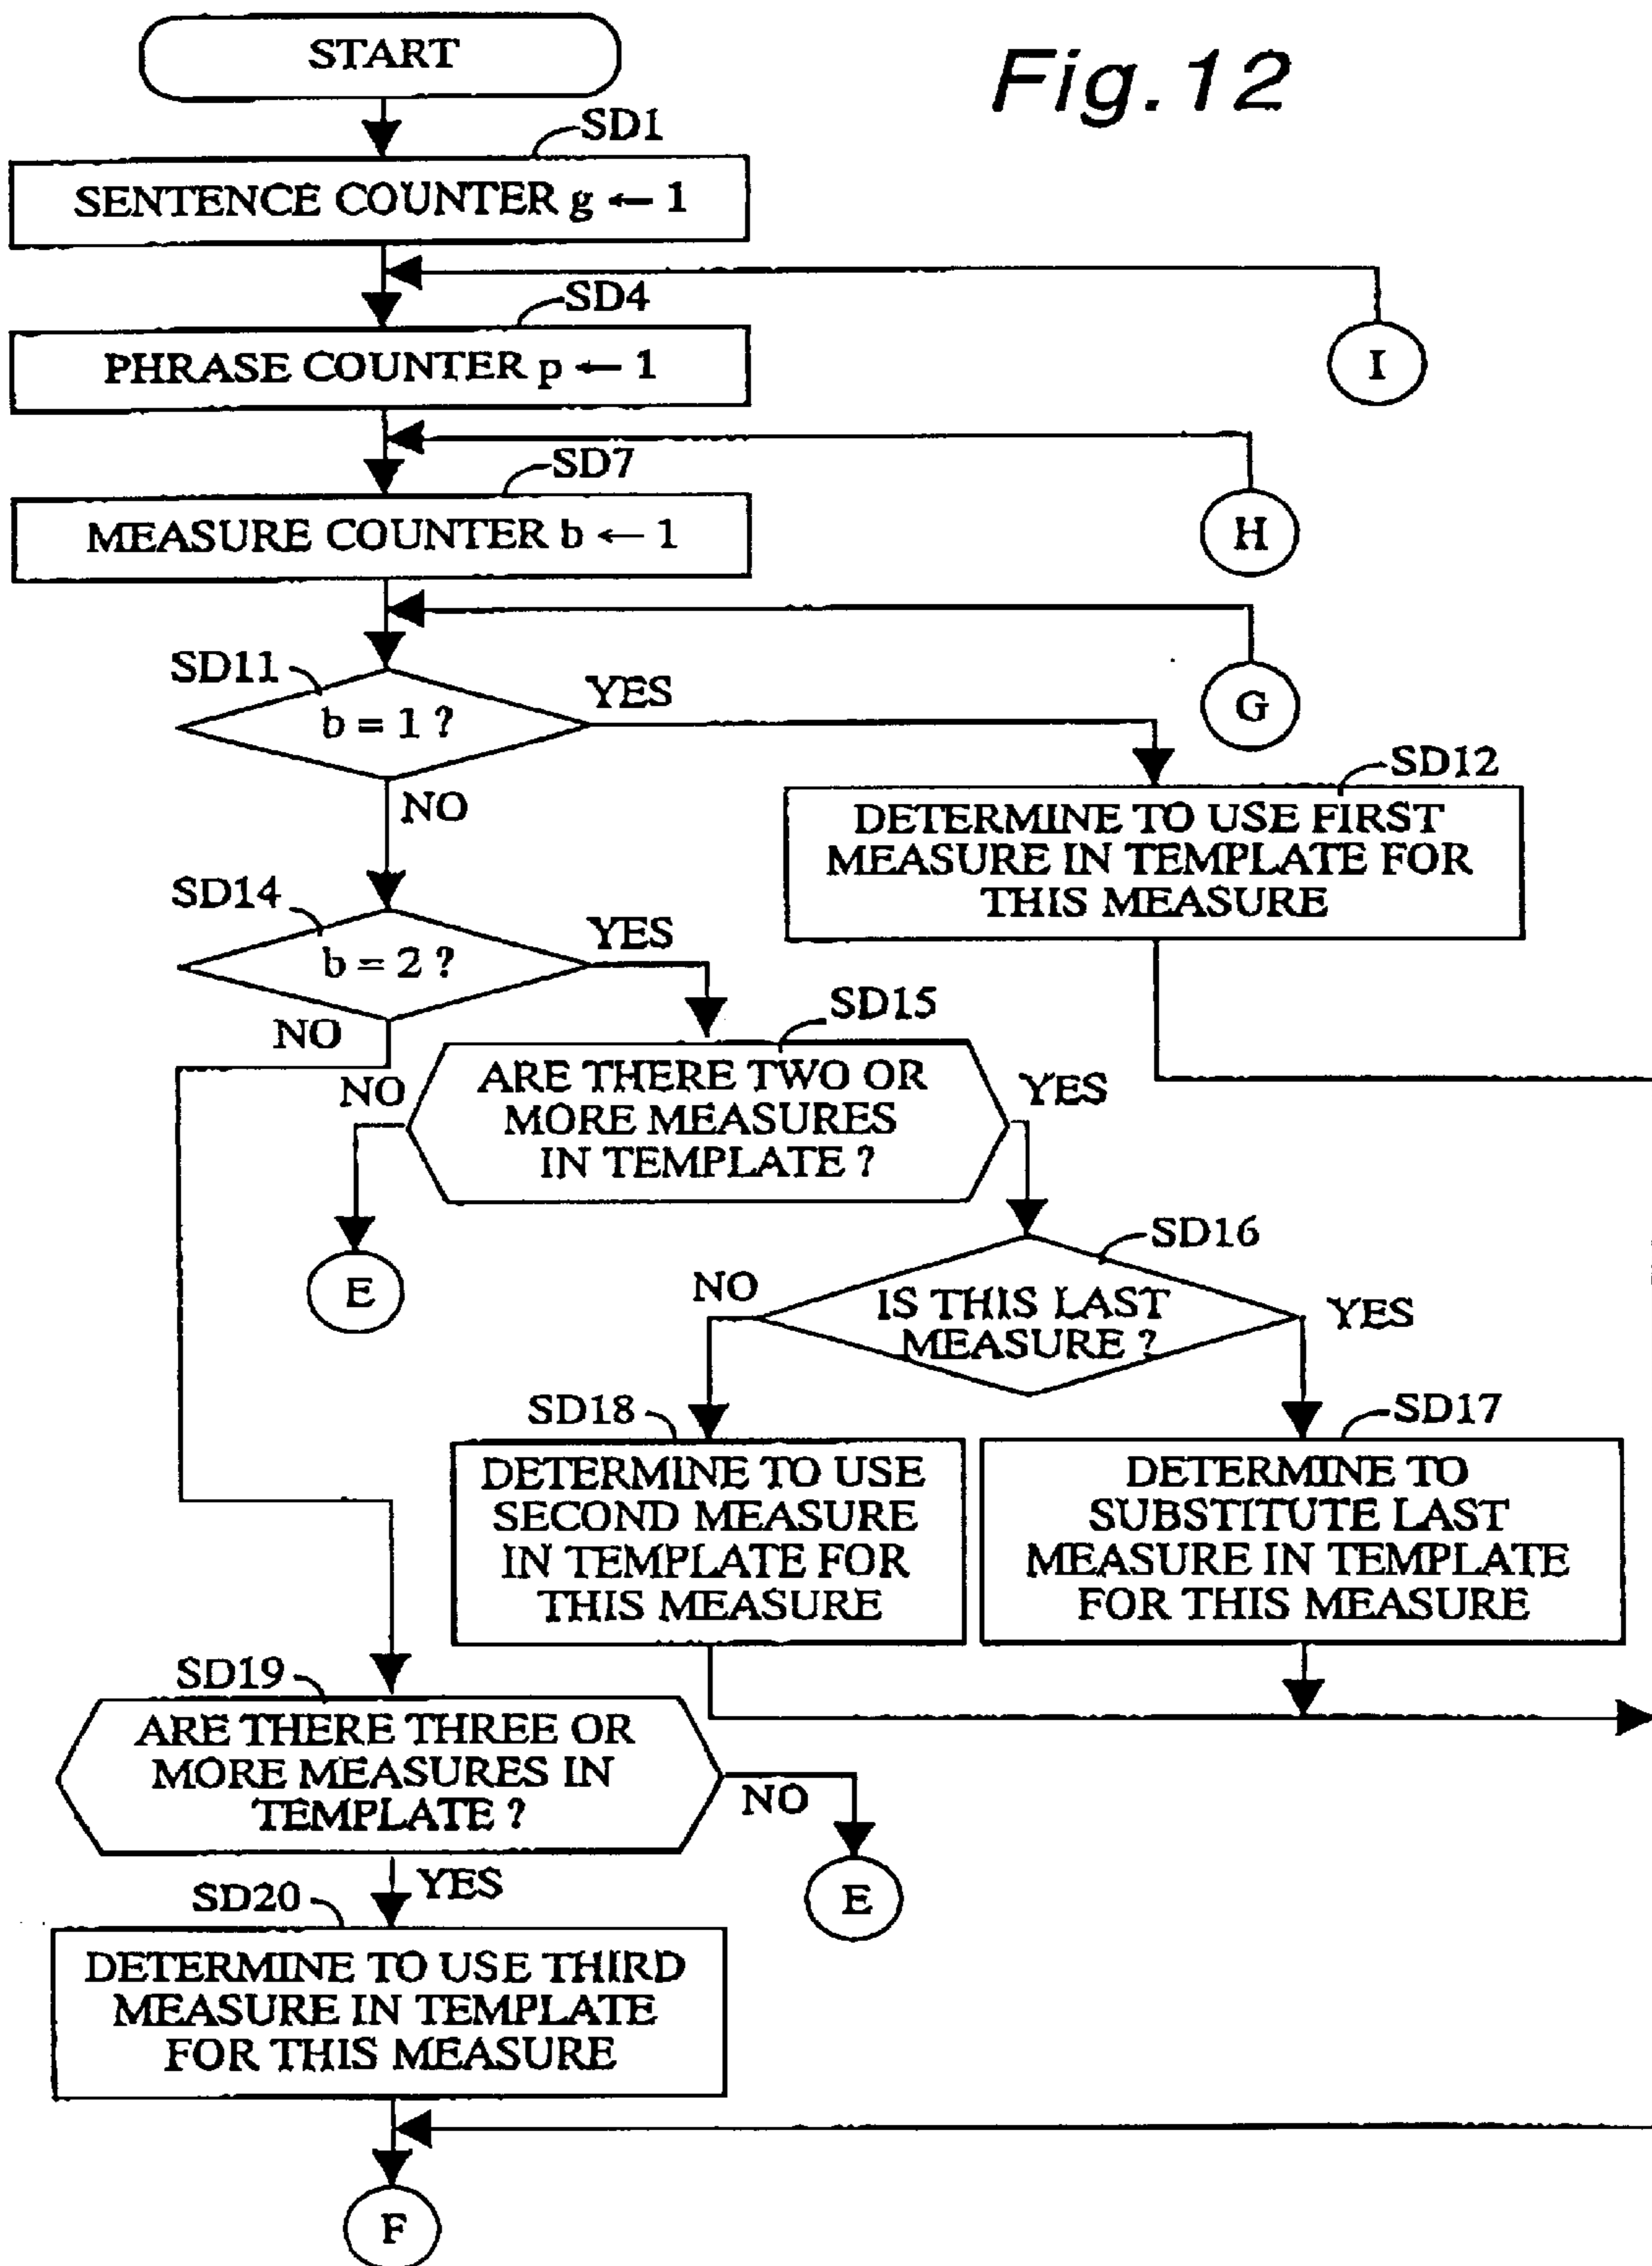 START
Fig.12
SD1
SENTENCE COUNTER g ← 1
SD4
PHRASE COUNTER p ← 1
I
SD7
MEASURE COUNTER b ← 1
H
SD11
b = 1 ?
YES
NO
G
SD12
DETERMINE TO USE FIRST
MEASURE IN TEMPLATE FOR
THIS MEASURE
SD14
b = 2 ?
YES
NO
SD15
ARE THERE TWO OR
MORE MEASURES
IN TEMPLATE ?
NO
YES
E
SD16
IS THIS LAST
MEASURE ?
NO
YES
SD18
DETERMINE TO USE
SECOND MEASURE
IN TEMPLATE FOR
THIS MEASURE
SD17
DETERMINE TO
SUBSTITUTE LAST
MEASURE IN TEMPLATE
FOR THIS MEASURE
SD19
ARE THERE THREE OR
MORE MEASURES IN
TEMPLATE ?
NO
E
YES
SD20
DETERMINE TO USE THIRD
MEASURE IN TEMPLATE
FOR THIS MEASURE
F